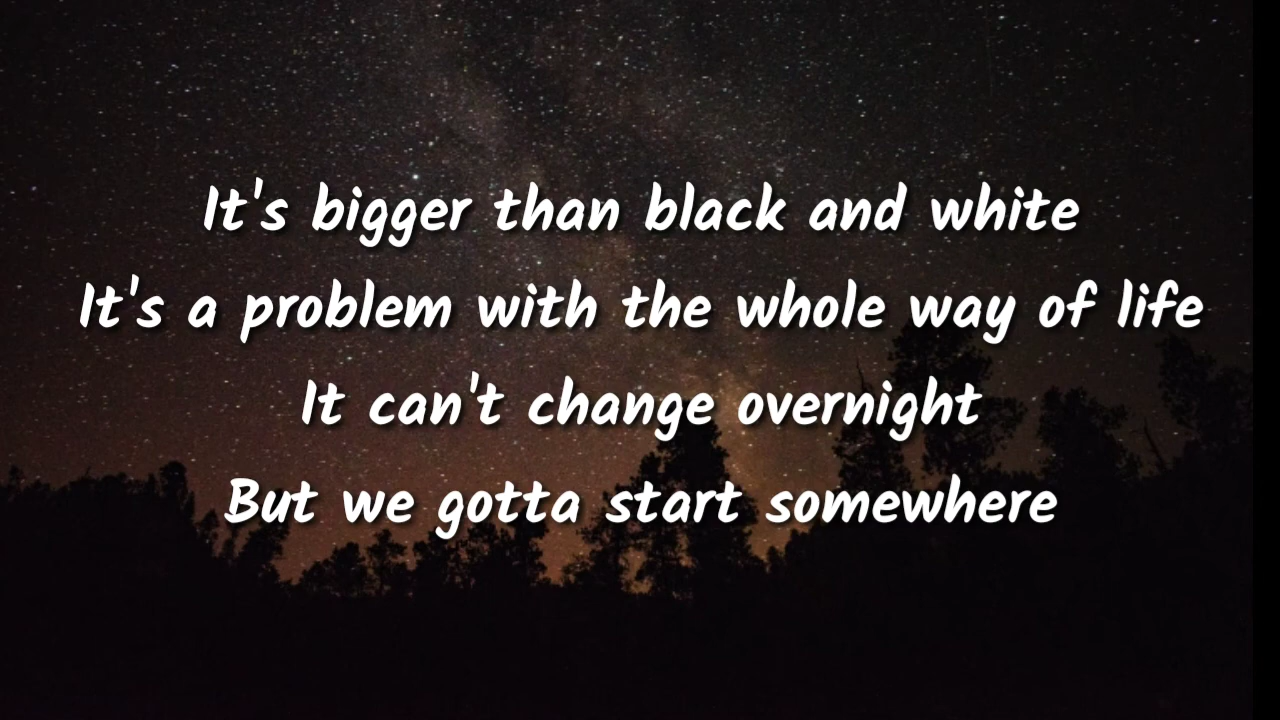 It's bigger than black and white
It's a problem with the whole way of life
It can't change overnight
But we gotta start somewhere